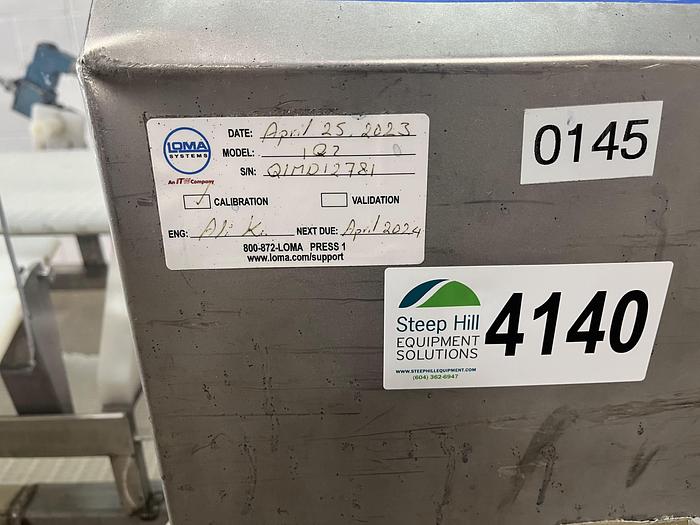 LOMA
SYSTEMS
An ITW Company
DATE: April 25, 2023
MODEL: IQ3
S/N: QIMD12781
✓ CALIBRATION VALIDATION
ENG: Ali K. NEXT DUE: April 2024
800-872-LOMA PRESS 1
www.loma.com/support
0145
Steep Hill
EQUIPMENT
SOLUTIONS
WWW.STEEPHILLEQUIPMENT.COM
(604) 362-6947
4140